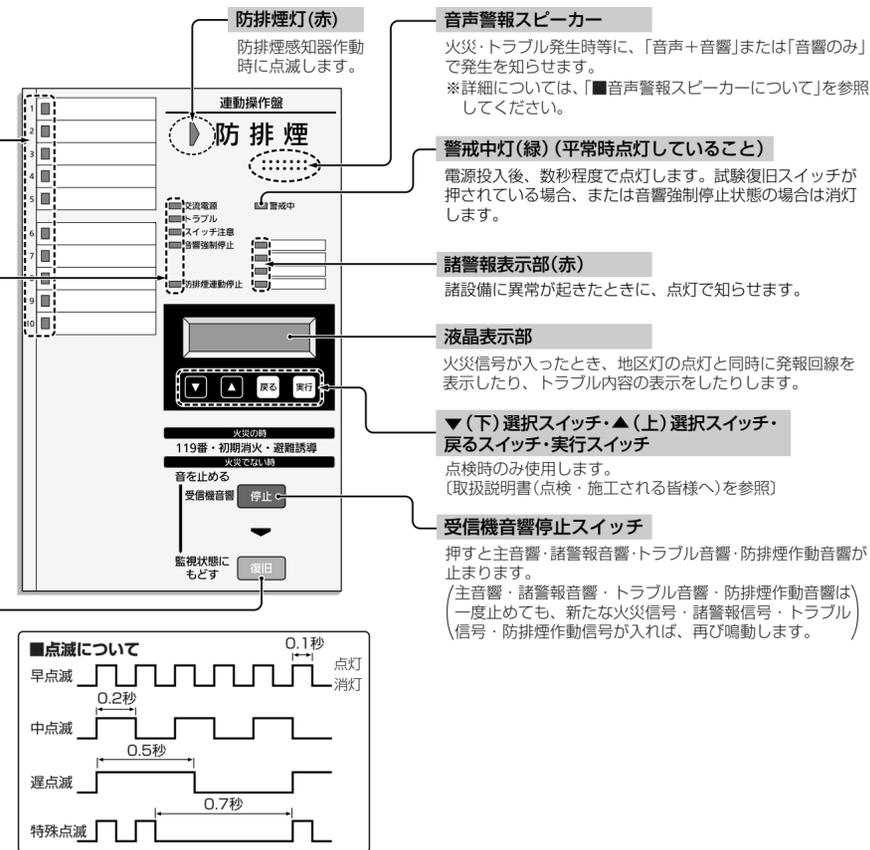 防排煙灯(赤)
防排煙感知器作動
時に点滅します。
音声警報スピーカー
火災・トラブル発生時等に、「音声＋音響」または「音響のみ」
で発生を知らせます。
※詳細については、「■音声警報スピーカーについて」を参照
してください。
警戒中灯(緑)(平常時点灯していること)
電源投入後、数秒程度で点灯します。試験復旧スイッチが
押されている場合、または音響強制停止状態の場合は消灯
します。
諸警報表示部(赤)
諸設備に異常が起きたときに、点灯で知らせます。
液晶表示部
火災信号が入ったとき、地区灯の点灯と同時に発報回線を
表示したり、トラブル内容の表示をしたりします。
▼(下)選択スイッチ・▲(上)選択スイッチ・
戻るスイッチ・実行スイッチ
点検時のみ使用します。
〔取扱説明書(点検・施工される皆様へ)を参照〕
受信機音響停止スイッチ
押すと主音響・諸警報音響・トラブル音響・防排煙作動音響が
止まります。
(主音響・諸警報音響・トラブル音響・防排煙作動音響は
一度止めても、新たな火災信号・諸警報信号・トラブル
信号・防排煙作動信号が入れば、再び鳴動します。)
1
2
3
4
5
6
7
8
9
10
連動操作盤
防排煙
交流電源
トラブル
スイッチ注意
音響強制停止
防排煙連動停止
警戒中
▼ ▲ 戻る 実行
火災の時
119番・初期消火・避難誘導
火災でない時
音を止める
受信機音響 停止
監視状態に
もどす
復旧
■点滅について
0.1秒
早点滅
点灯
消灯
0.2秒
中点滅
0.5秒
遅点滅
0.7秒
特殊点滅